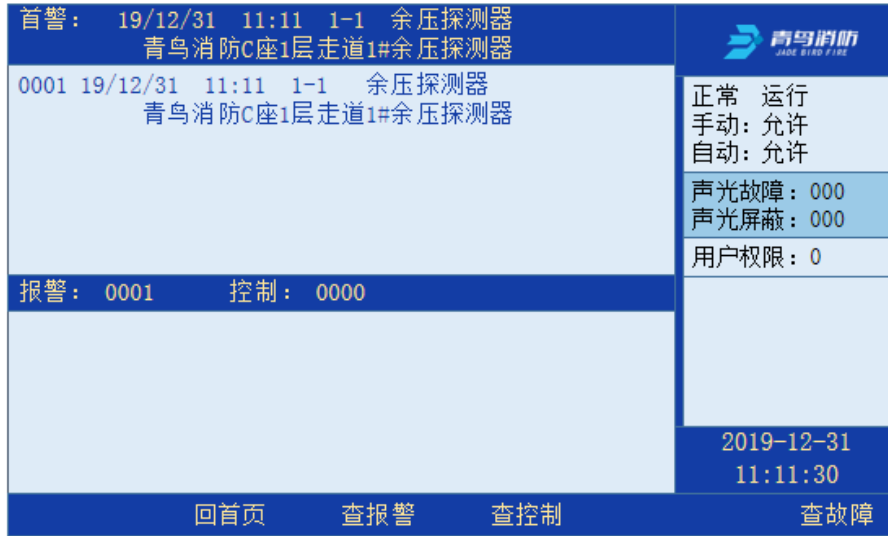 首警： 19/12/31 11:11 1-1 余压探测器
青鸟消防C座1层走道1#余压探测器
0001 19/12/31 11:11 1-1 余压探测器
青鸟消防C座1层走道1#余压探测器
报警： 0001 控制： 0000
青鸟消防
JADE BIRD FIRE
正常 运行
手动：允许
自动：允许
声光故障：000
声光屏蔽：000
用户权限：0
2019-12-31
11:11:30
回首页 查报警 查控制 查故障